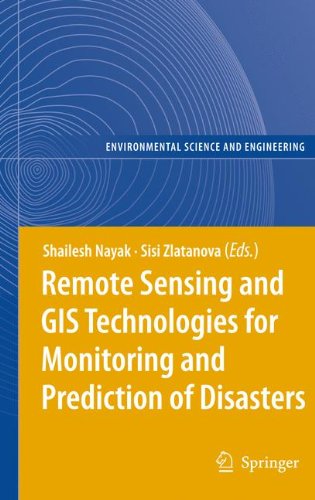 ENVIRONMENTAL SCIENCE AND ENGINEERING
Shailesh Nayak · Sisi Zlatanova (Eds.)
Remote Sensing and
GIS Technologies for
Monitoring and
Prediction of Disasters
Springer